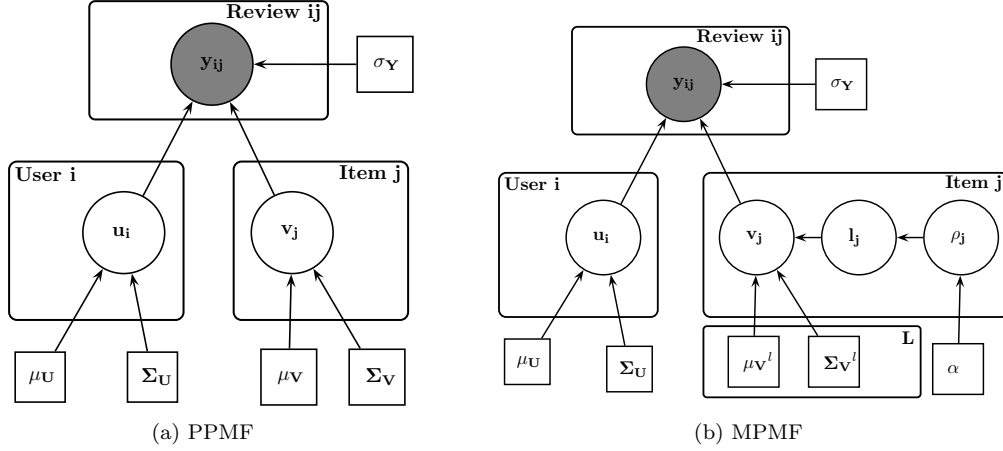 Review ij
y_ij
σ_Y
User i
Item j
u_i
v_j
μ_U
Σ_U
μ_V
Σ_V
(a) PPMF
Review ij
y_ij
σ_Y
User i
Item j
u_i
v_j
l_j
ρ_j
L
μ_V^l
Σ_V^l
μ_U
Σ_U
α
(b) MPMF